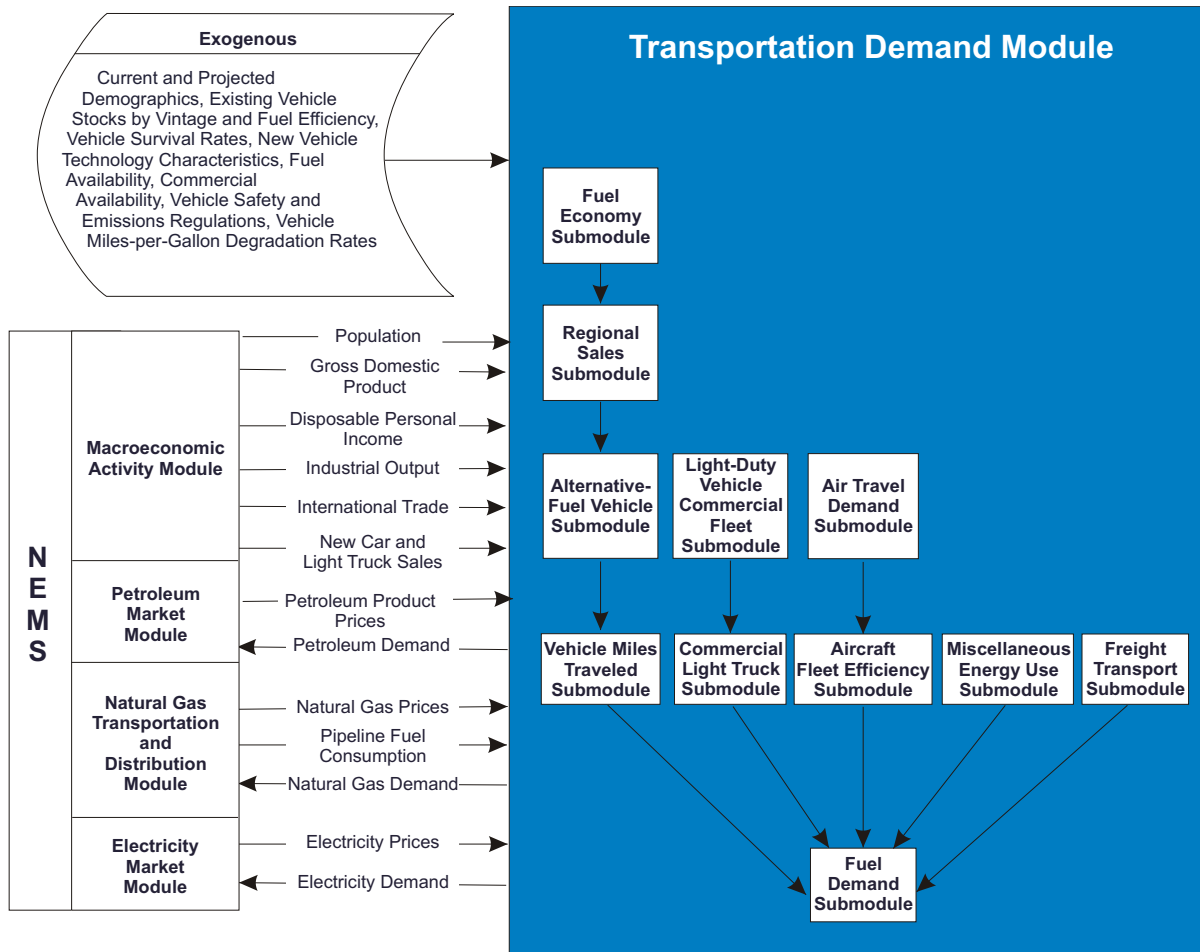 Exogenous
Current and Projected
Demographics, Existing Vehicle
Stocks by Vintage and Fuel Efficiency,
Vehicle Survival Rates, New Vehicle
Technology Characteristics, Fuel
Availability, Commercial
Availability, Vehicle Safety and
Emissions Regulations, Vehicle
Miles-per-Gallon Degradation Rates
N
E
M
S
Macroeconomic
Activity Module
Petroleum
Market
Module
Natural Gas
Transportation
and
Distribution
Module
Electricity
Market
Module
Population
Gross Domestic
Product
Disposable Personal
Income
Industrial Output
International Trade
New Car and
Light Truck Sales
Petroleum Product
Prices
Petroleum Demand
Natural Gas Prices
Pipeline Fuel
Consumption
Natural Gas Demand
Electricity Prices
Electricity Demand
Transportation Demand Module
Fuel
Economy
Submodule
Regional
Sales
Submodule
Alternative-
Fuel Vehicle
Submodule
Light-Duty
Vehicle
Commercial
Fleet
Submodule
Air Travel
Demand
Submodule
Vehicle Miles
Traveled
Submodule
Commercial
Light Truck
Submodule
Aircraft
Fleet Efficiency
Submodule
Miscellaneous
Energy Use
Submodule
Freight
Transport
Submodule
Fuel
Demand
Submodule